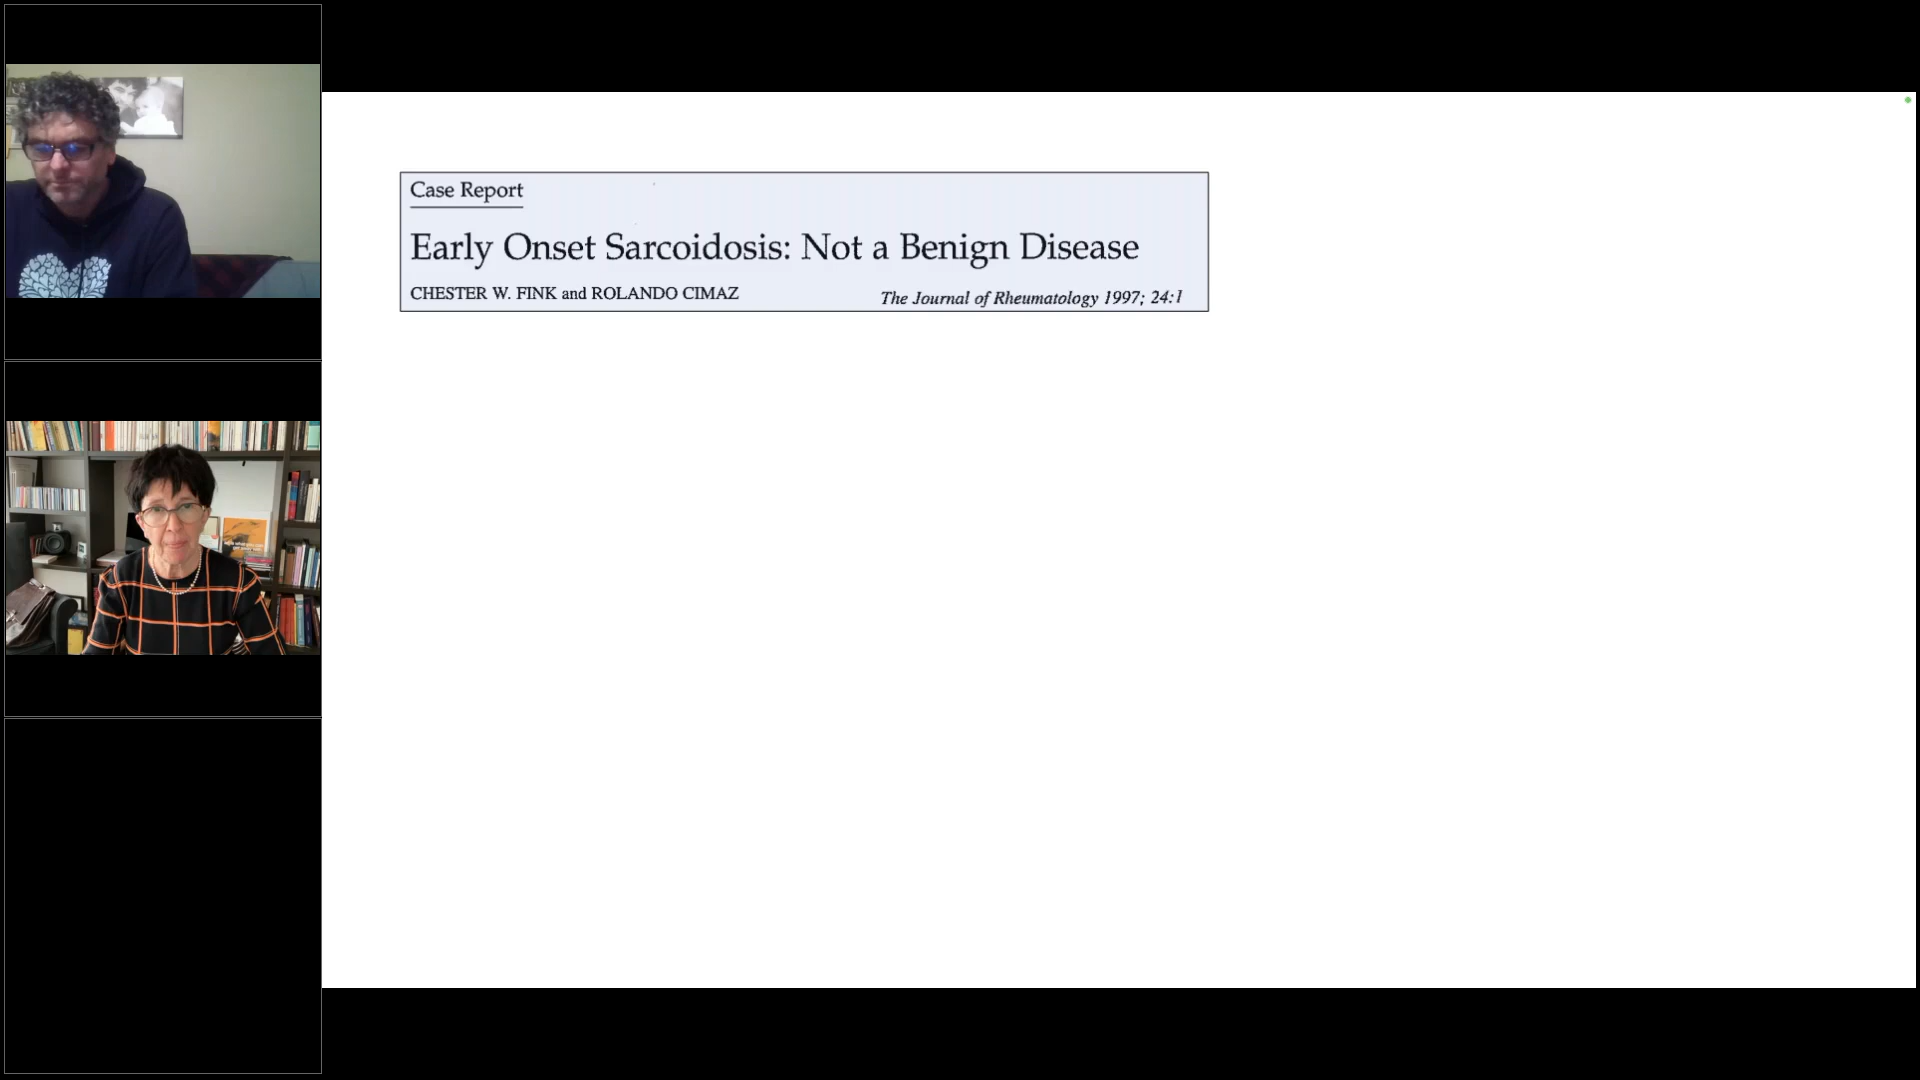 Case Report
Early Onset Sarcoidosis: Not a Benign Disease
CHESTER W. FINK and ROLANDO CIMAZ
The Journal of Rheumatology 1997; 24:1